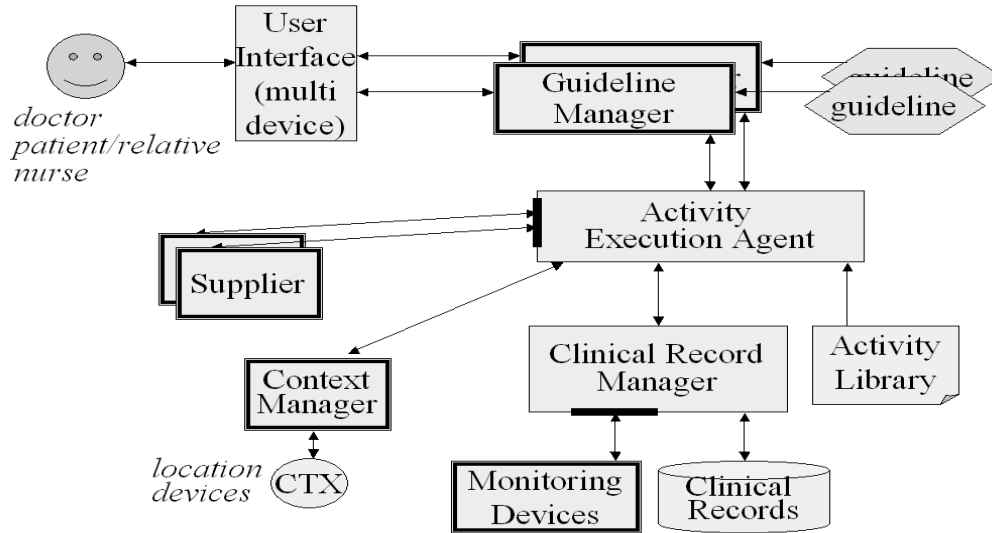 User
Interface
(multi
device)
doctor
patient/relative
nurse
Guideline
Manager
guideline
guideline
Activity
Execution Agent
Supplier
Context
Manager
location
devices
CTX
Clinical Record
Manager
Activity
Library
Monitoring
Devices
Clinical
Records